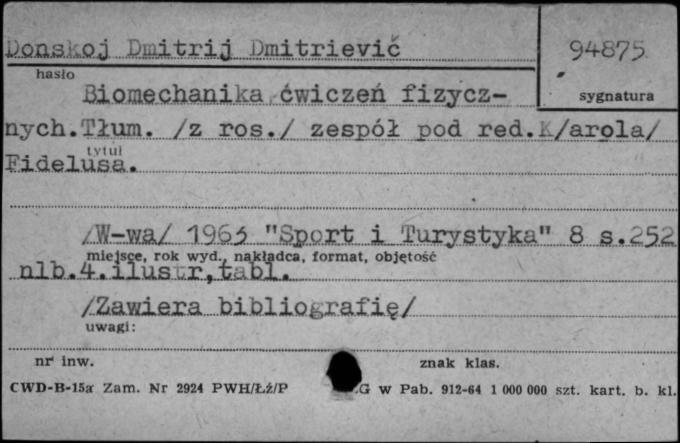 Donskoj Dmitrij Dmitrievič
94875
hasło
sygnatura
Biomechanika ćwiczeń fizycz-
nych.Tłum. /z ros./ zespół pod red.K/arola/
tytuł
Fidelusa.
/W-wa/ 1963 "Sport i Turystyka" 8 s.252
miejsce, rok wyd., nakładca, format, objętość
nlb.4.ilustr,tabl.
/Zawiera bibliografię/
uwagi:
nr inw.
znak klas.
CWD-B-15a Zam. Nr 2924 PWH/Łź/P G w Pab. 912-64 1 000 000 szt. kart. b. kl.